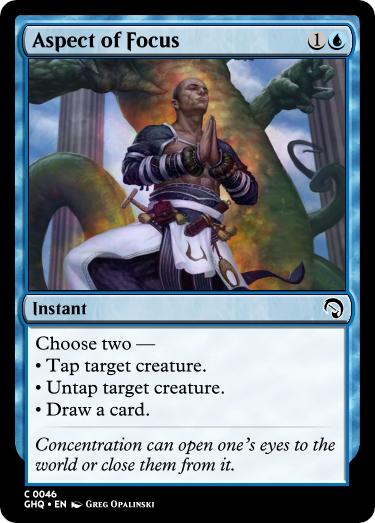 Aspect of Focus 1
Instant
Choose two —
• Tap target creature.
• Untap target creature.
• Draw a card.
Concentration can open one's eyes to the
world or close them from it.
C 0046
GHQ • EN Greg Opalinski